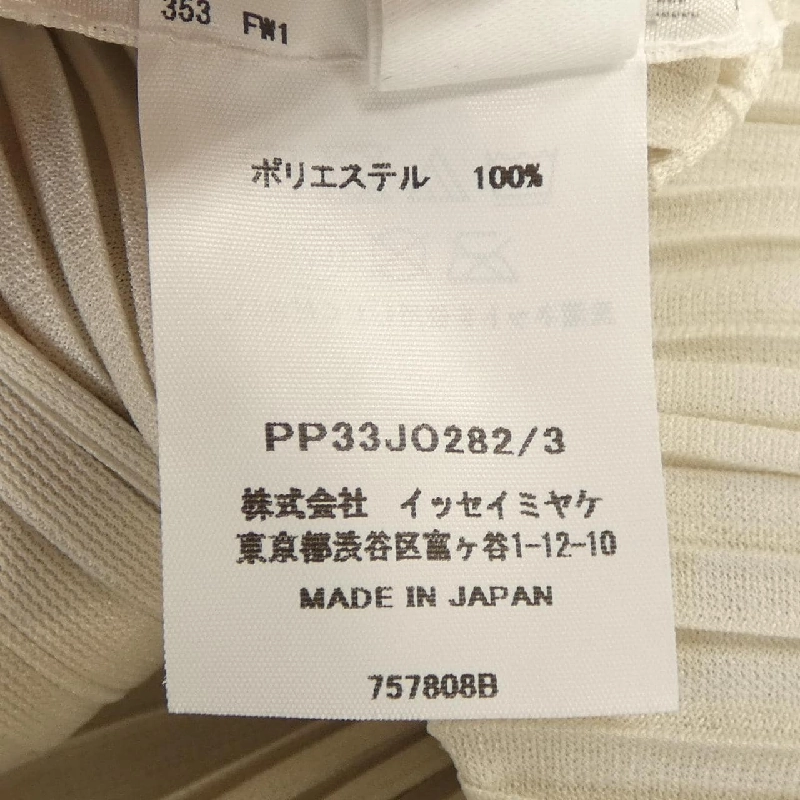 353 FW1
ポリエステル 100%
PP33JO282/3
株式会社 イッセイミヤケ
東京都渋谷区富ヶ谷1-12-10
MADE IN JAPAN
757808B